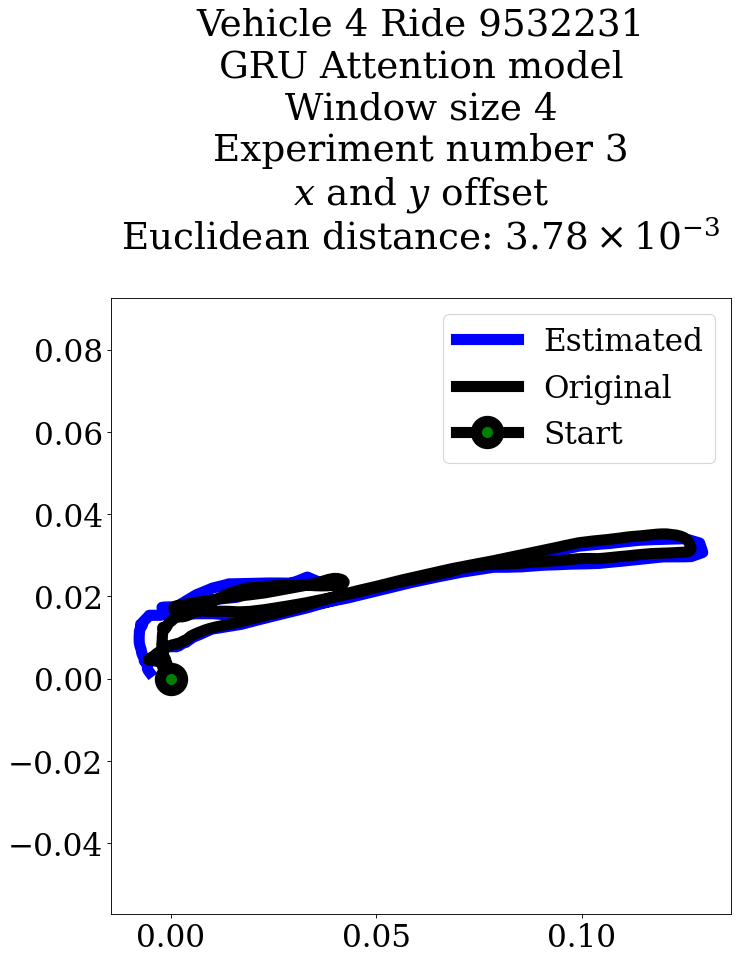 Vehicle 4 Ride 9532231
GRU Attention model
Window size 4
Experiment number 3
x and y offset
Euclidean distance: 3.78 × 10⁻³
Estimated
Original
Start
0.08
0.06
0.04
0.02
0.00
−0.02
−0.04
0.00 0.05 0.10